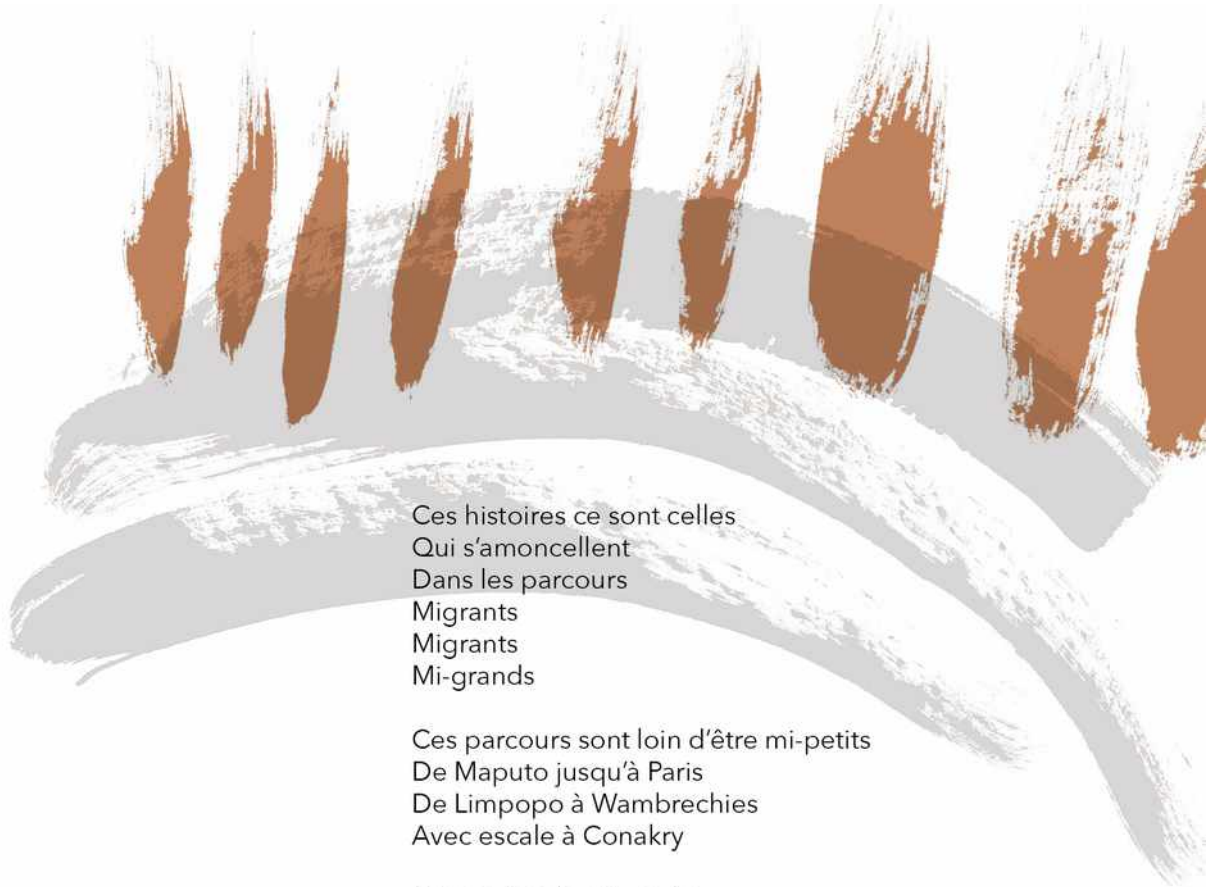 Ces histoires ce sont celles
Qui s'amoncellent
Dans les parcours
Migrants
Migrants
Mi-grands

Ces parcours sont loin d'être mi-petits
De Maputo jusqu'à Paris
De Limpopo à Wambrechies
Avec escale à Conakry